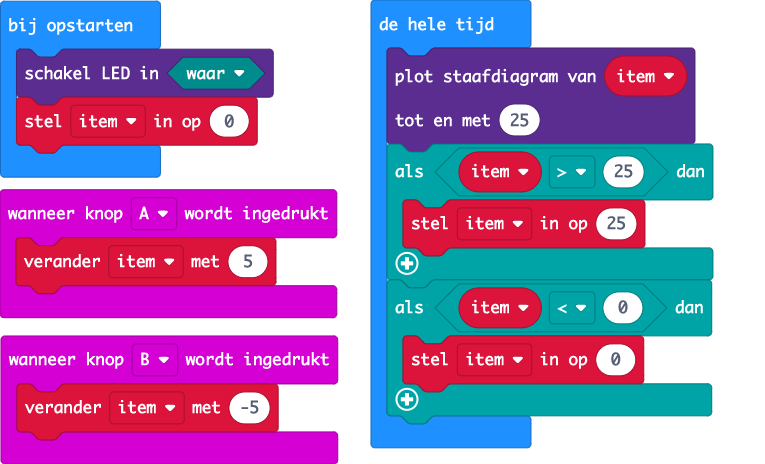 bij opstarten
schakel LED in waar
stel item in op 0
wanneer knop A wordt ingedrukt
verander item met 5
wanneer knop B wordt ingedrukt
verander item met -5
de hele tijd
plot staafdiagram van item
tot en met 25
als item > 25 dan
stel item in op 25
als item < 0 dan
stel item in op 0